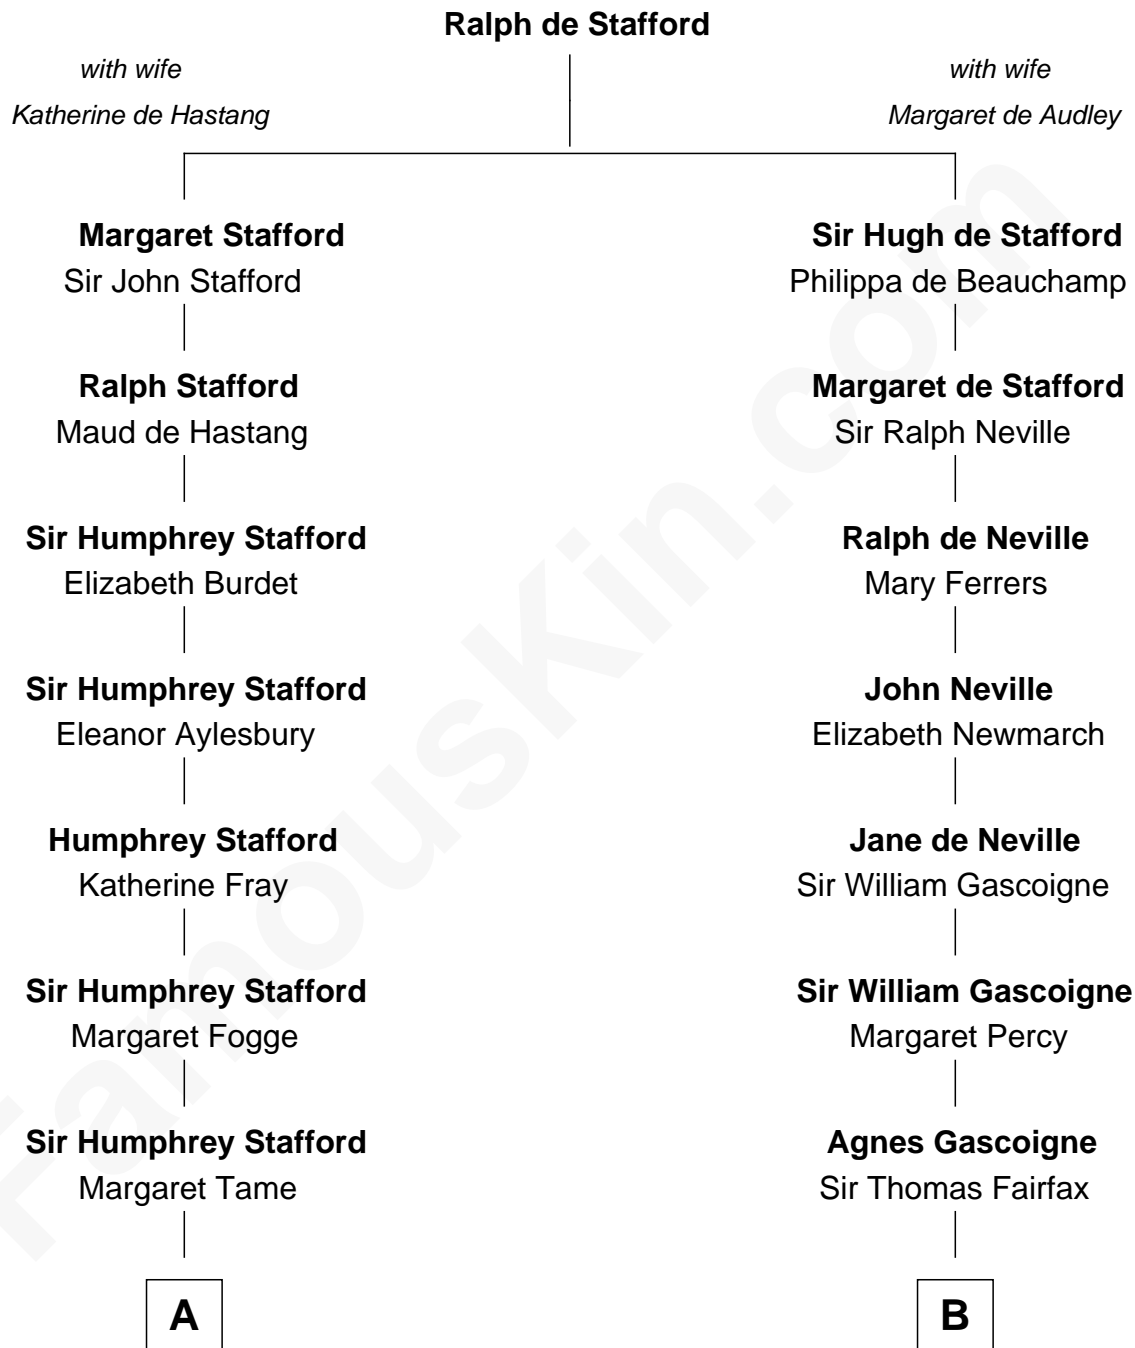 Ralph de Stafford
with wife
Katherine de Hastang
with wife
Margaret de Audley
Margaret Stafford
Sir John Stafford
Sir Hugh de Stafford
Philippa de Beauchamp
Ralph Stafford
Maud de Hastang
Margaret de Stafford
Sir Ralph Neville
Sir Humphrey Stafford
Elizabeth Burdet
Ralph de Neville
Mary Ferrers
Sir Humphrey Stafford
Eleanor Aylesbury
John Neville
Elizabeth Newmarch
Humphrey Stafford
Katherine Fray
Jane de Neville
Sir William Gascoigne
Sir Humphrey Stafford
Margaret Fogge
Sir William Gascoigne
Margaret Percy
Sir Humphrey Stafford
Margaret Tame
Agnes Gascoigne
Sir Thomas Fairfax
A
B
FamousKin.com